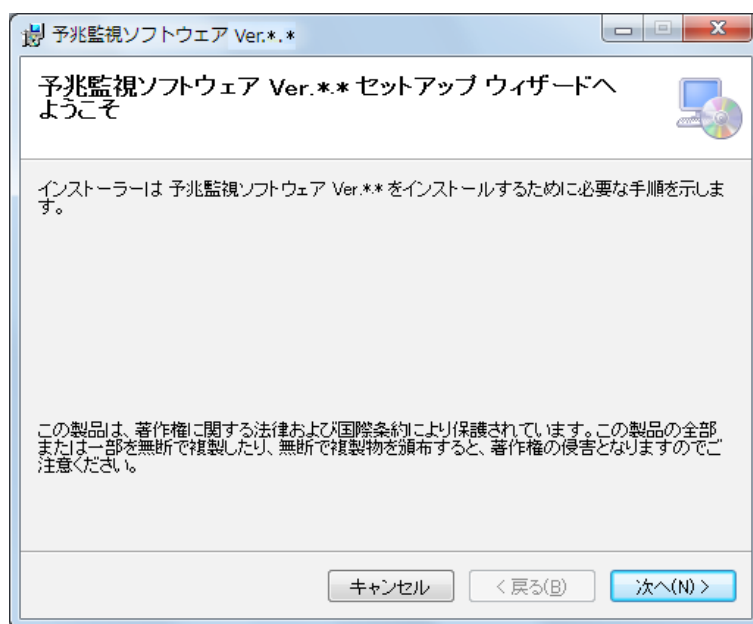 予兆監視ソフトウェア Ver.*.*
予兆監視ソフトウェア Ver.*.* セットアップ ウィザードへ
ようこそ
インストーラーは 予兆監視ソフトウェア Ver.*.* をインストールするために必要な手順を示しま
す。
この製品は、著作権に関する法律および国際条約により保護されています。この製品の全部
または一部を無断で複製したり、無断で複製物を頒布すると、著作権の侵害となりますのでご
注意ください。
キャンセル < 戻る(B) 次へ(N) >